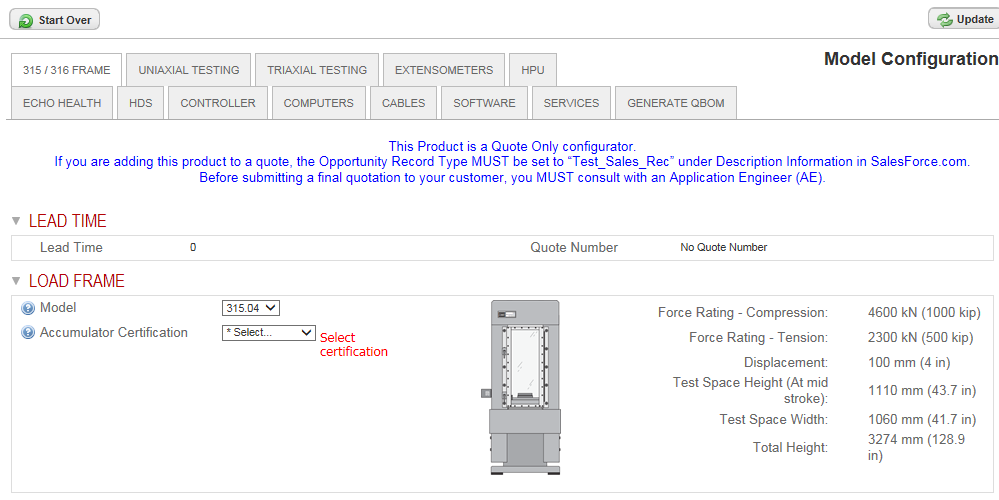 Start Over
Update
Model Configuration
315 / 316 FRAME
UNIAXIAL TESTING
TRIAXIAL TESTING
EXTENSOMETERS
HPU
ECHO HEALTH
HDS
CONTROLLER
COMPUTERS
CABLES
SOFTWARE
SERVICES
GENERATE QBOM
This Product is a Quote Only configurator.
If you are adding this product to a quote, the Opportunity Record Type MUST be set to “Test_Sales_Rec” under Description Information in SalesForce.com.
Before submitting a final quotation to your customer, you MUST consult with an Application Engineer (AE).
LEAD TIME
Lead Time 0 Quote Number No Quote Number
LOAD FRAME
Model 315.04
Accumulator Certification * Select...
Select
certification
Force Rating - Compression: 4600 kN (1000 kip)
Force Rating - Tension: 2300 kN (500 kip)
Displacement: 100 mm (4 in)
Test Space Height (At mid
stroke): 1110 mm (43.7 in)
Test Space Width: 1060 mm (41.7 in)
Total Height: 3274 mm (128.9
in)